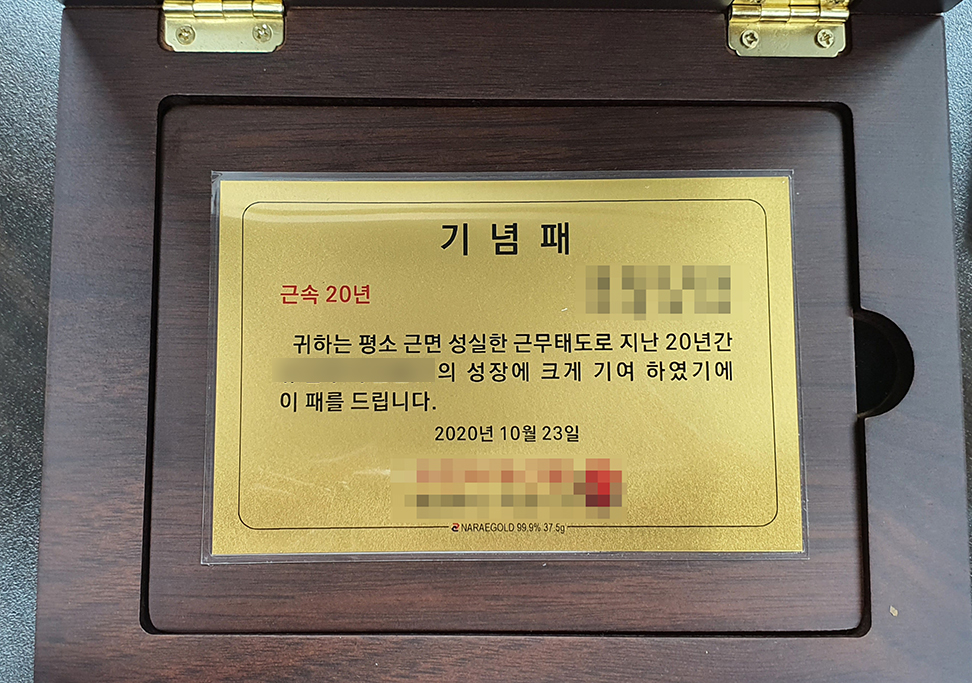 기념패
근속 20년
귀하는 평소 근면 성실한 근무태도로 지난 20년간
의 성장에 크게 기여 하였기에
이 패를 드립니다.
2020년 10월 23일
NARAEGOLD 99.9% 37.5g